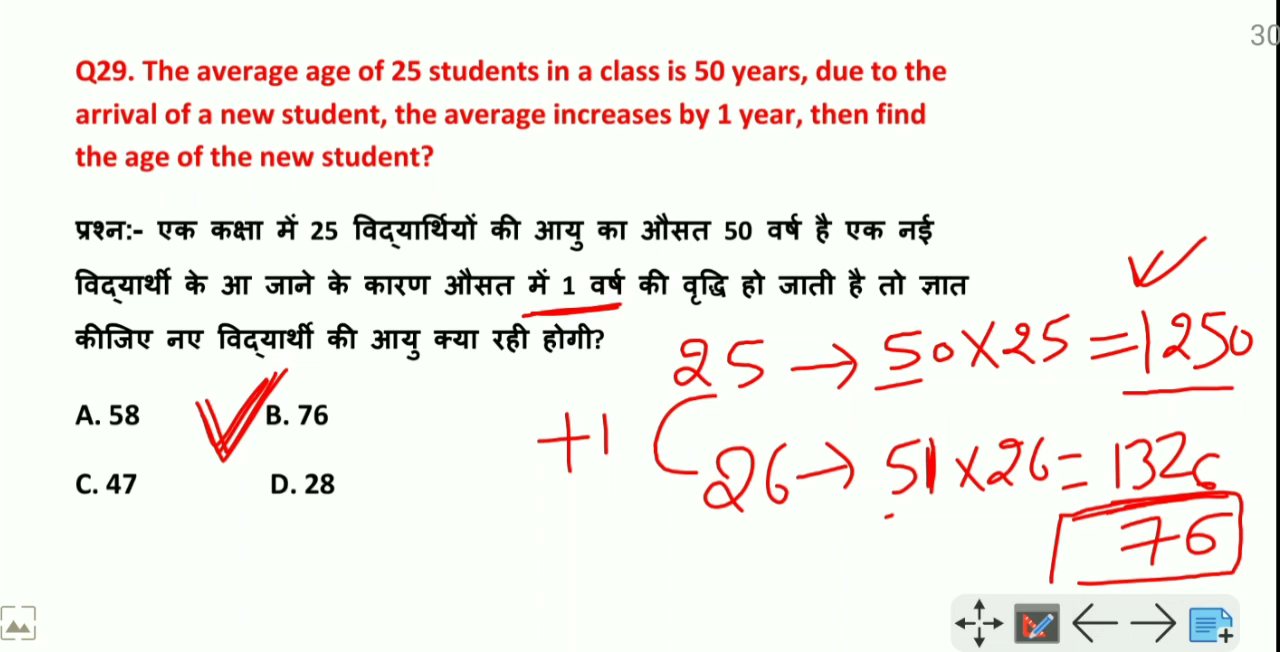 30
Q29. The average age of 25 students in a class is 50 years, due to the
arrival of a new student, the average increases by 1 year, then find
the age of the new student?
प्रश्न:- एक कक्षा में 25 विद्यार्थियों की आयु का औसत 50 वर्ष है एक नई
विद्यार्थी के आ जाने के कारण औसत में 1 वर्ष की वृद्धि हो जाती है तो ज्ञात
कीजिए नए विद्यार्थी की आयु क्या रही होगी?
25 → 50×25 = 1250
A. 58 B. 76
+1
26 → 51×26 = 1326
C. 47 D. 28
76